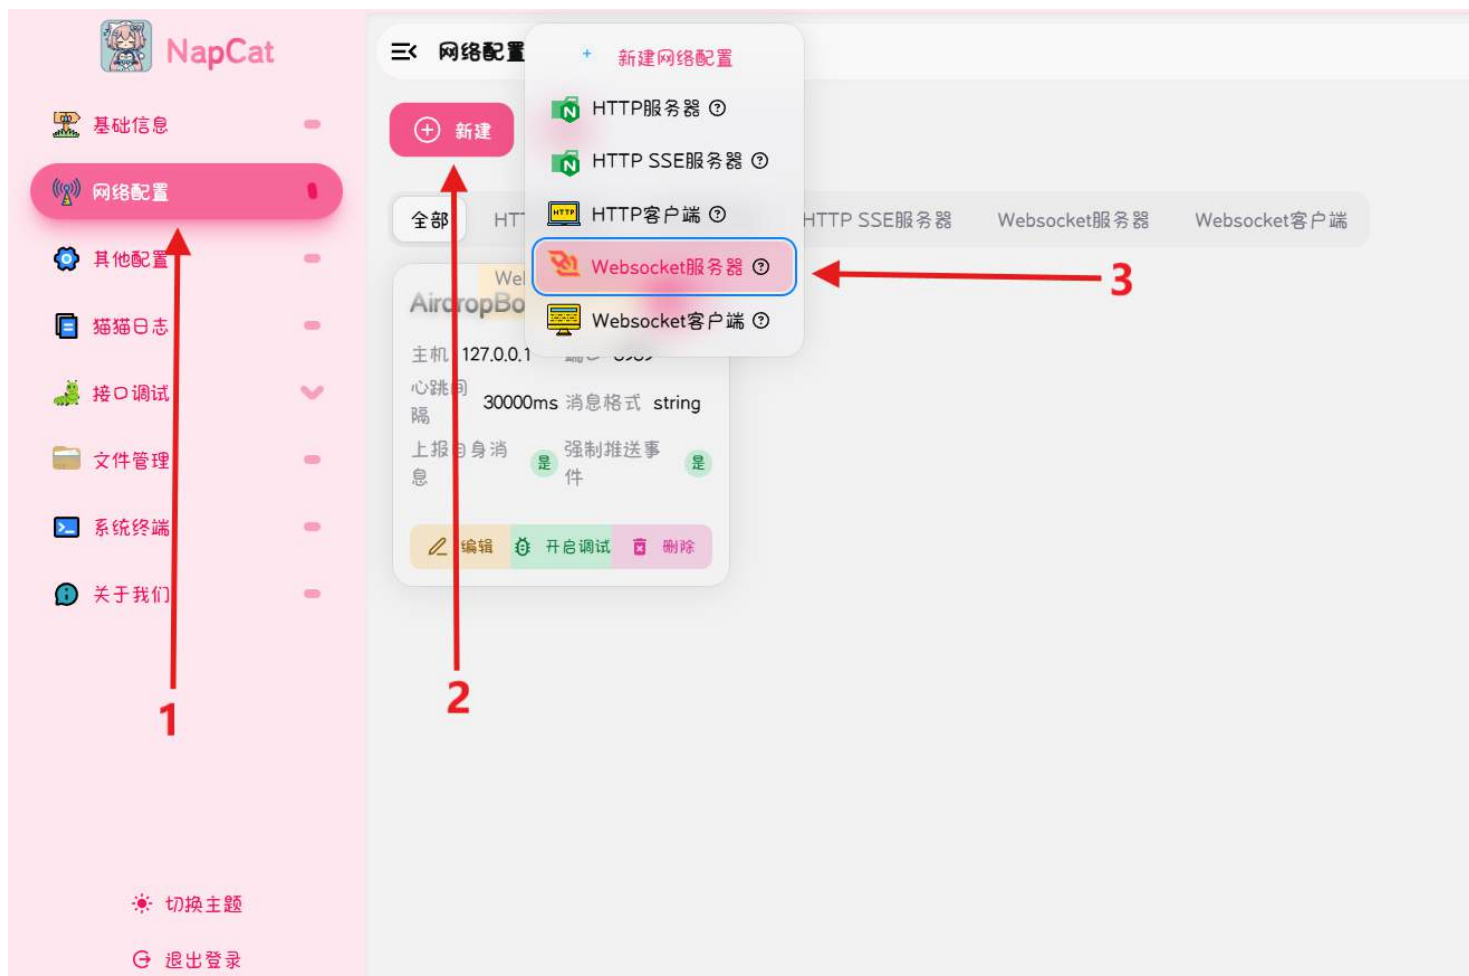 NapCat
基础信息
网络配置
其他配置
猫猫日志
接口调试
文件管理
系统终端
关于我们
切换主题
退出登录
1
网络配置
新建
2
新建网络配置
HTTP服务器
HTTP SSE服务器
HTTP客户端
Websocket服务器
Websocket客户端
3
全部 HTTP SSE服务器 Websocket服务器 Websocket客户端
主机 127.0.0.1
心跳间隔 30000ms 消息格式 string
上报自身消息 是 强制推送事件 是
编辑 开启调试 删除